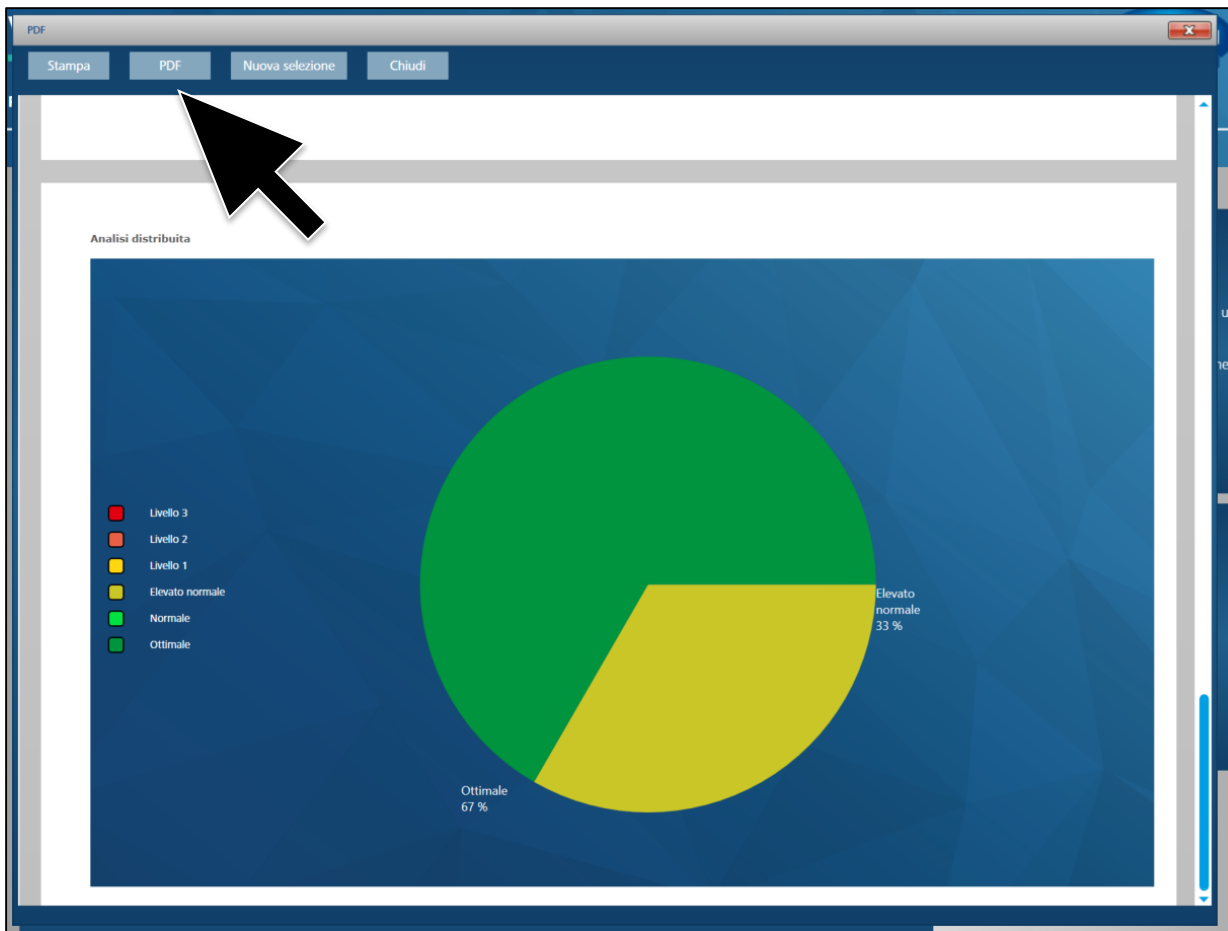 PDF
Stampa PDF Nuova selezione Chiudi
Analisi distribuita
Livello 3
Livello 2
Livello 1
Elevato normale
Normale
Ottimale
Elevato
normale
33 %
Ottimale
67 %